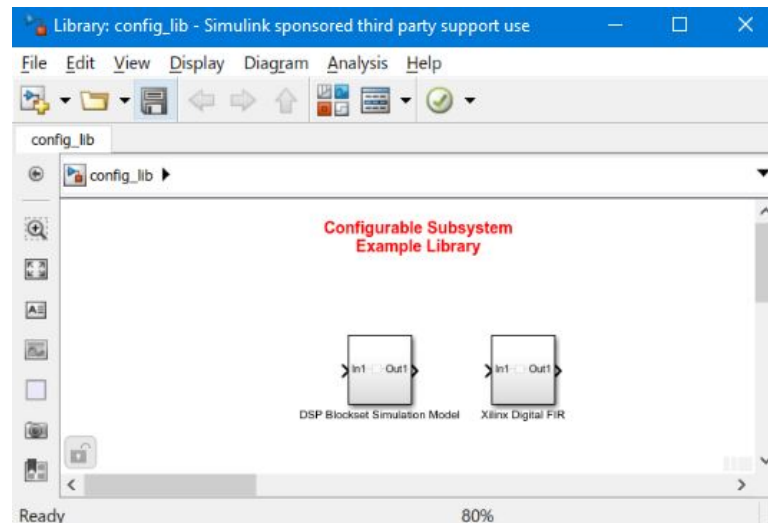 Library: config_lib - Simulink sponsored third party support use
File Edit View Display Diagram Analysis Help
config_lib
config_lib
Configurable Subsystem
Example Library
In1 Out1 In1 Out1
DSP Blockset Simulation Model Xilinx Digital FIR
Ready 80%